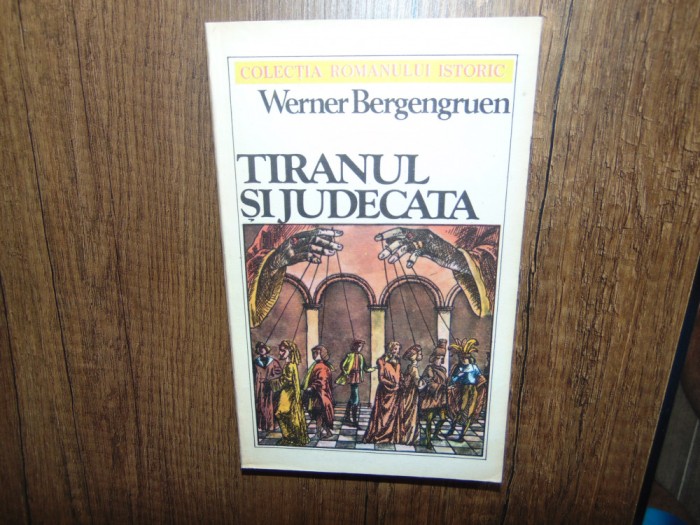 COLECȚIA ROMANULUI ISTORIC
Werner Bergengruen
TIRANUL
ȘI JUDECATA